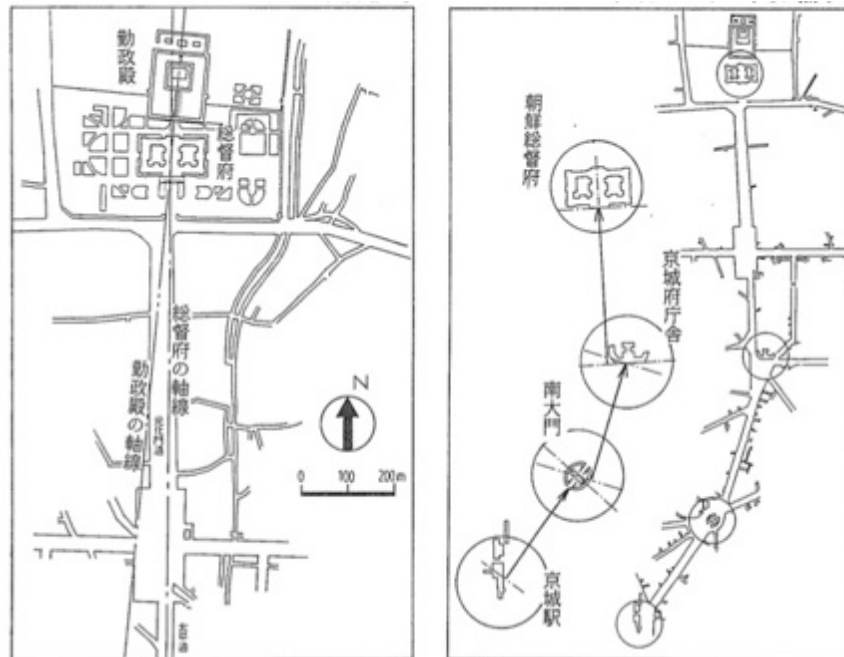 勤政殿
総督府
総督府の軸線
勤政殿の軸線
N
0 100 200m
朝鮮総督府
京城府庁舎
南大門
京城駅